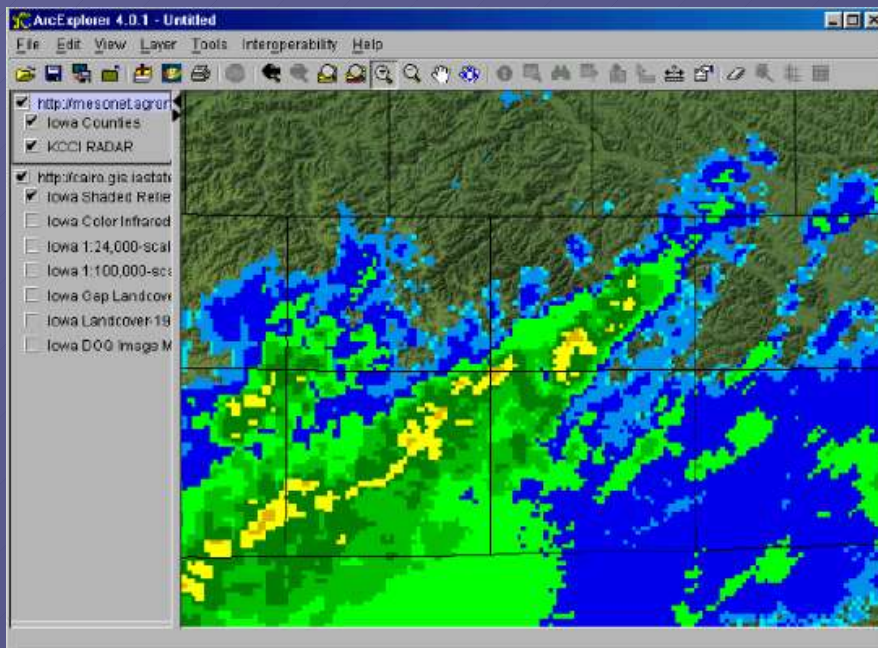 ArcExplorer 4.0.1 - Untitled
File Edit View Layer Tools Interoperability Help
http://mesonet.agron
Iowa Counties
KCCI RADAR
http://cairo.gis.iastate
Iowa Shaded Relie
Iowa Color Infrared
Iowa 1:24,000-scal
Iowa 1:100,000-sca
Iowa Gap Landcove
Iowa Landcover-19
Iowa DOQ Image M